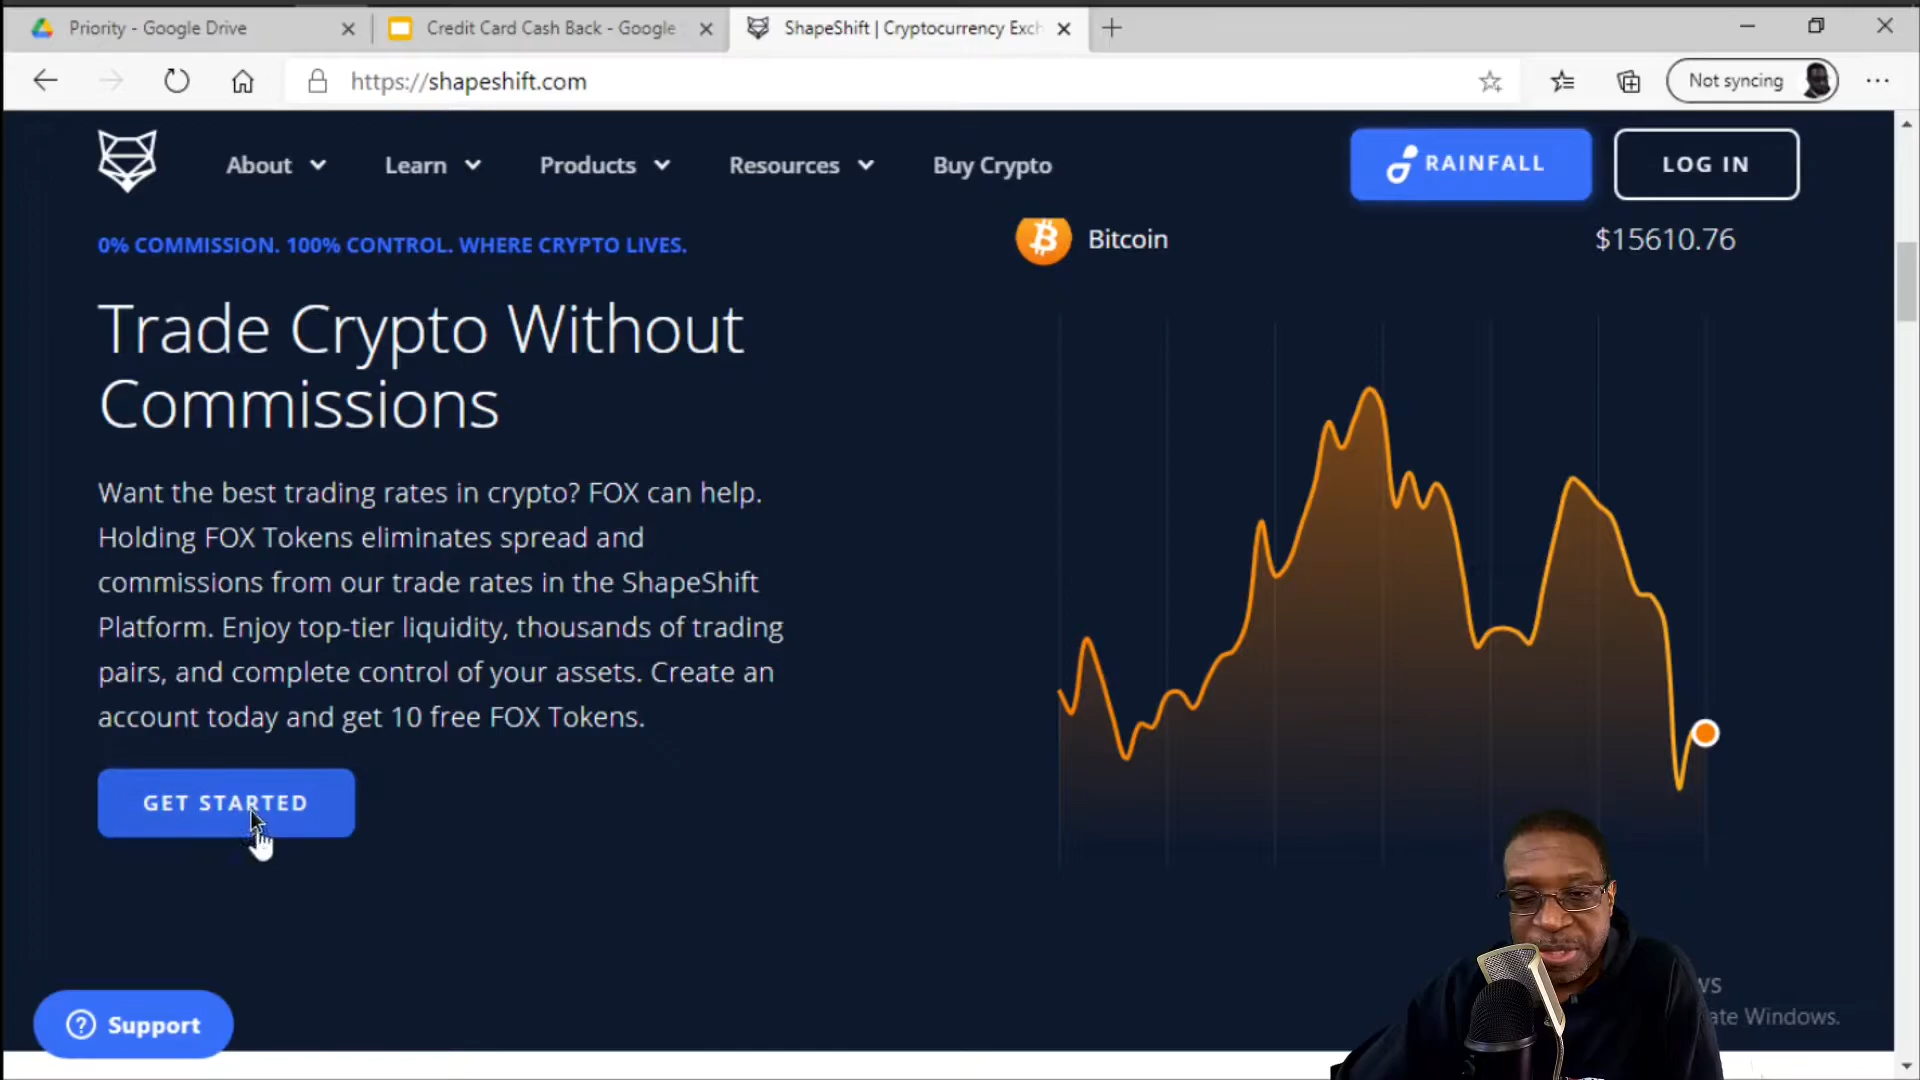 Priority - Google Drive
Credit Card Cash Back - Google
ShapeShift | Cryptocurrency Exch
https://shapeshift.com
Not syncing
About
Learn
Products
Resources
Buy Crypto
RAINFALL
LOG IN
0% COMMISSION. 100% CONTROL. WHERE CRYPTO LIVES.
Bitcoin
$15610.76
Trade Crypto Without
Commissions
Want the best trading rates in crypto? FOX can help.
Holding FOX Tokens eliminates spread and
commissions from our trade rates in the ShapeShift
Platform. Enjoy top-tier liquidity, thousands of trading
pairs, and complete control of your assets. Create an
account today and get 10 free FOX Tokens.
GET STARTED
Support
Windows.